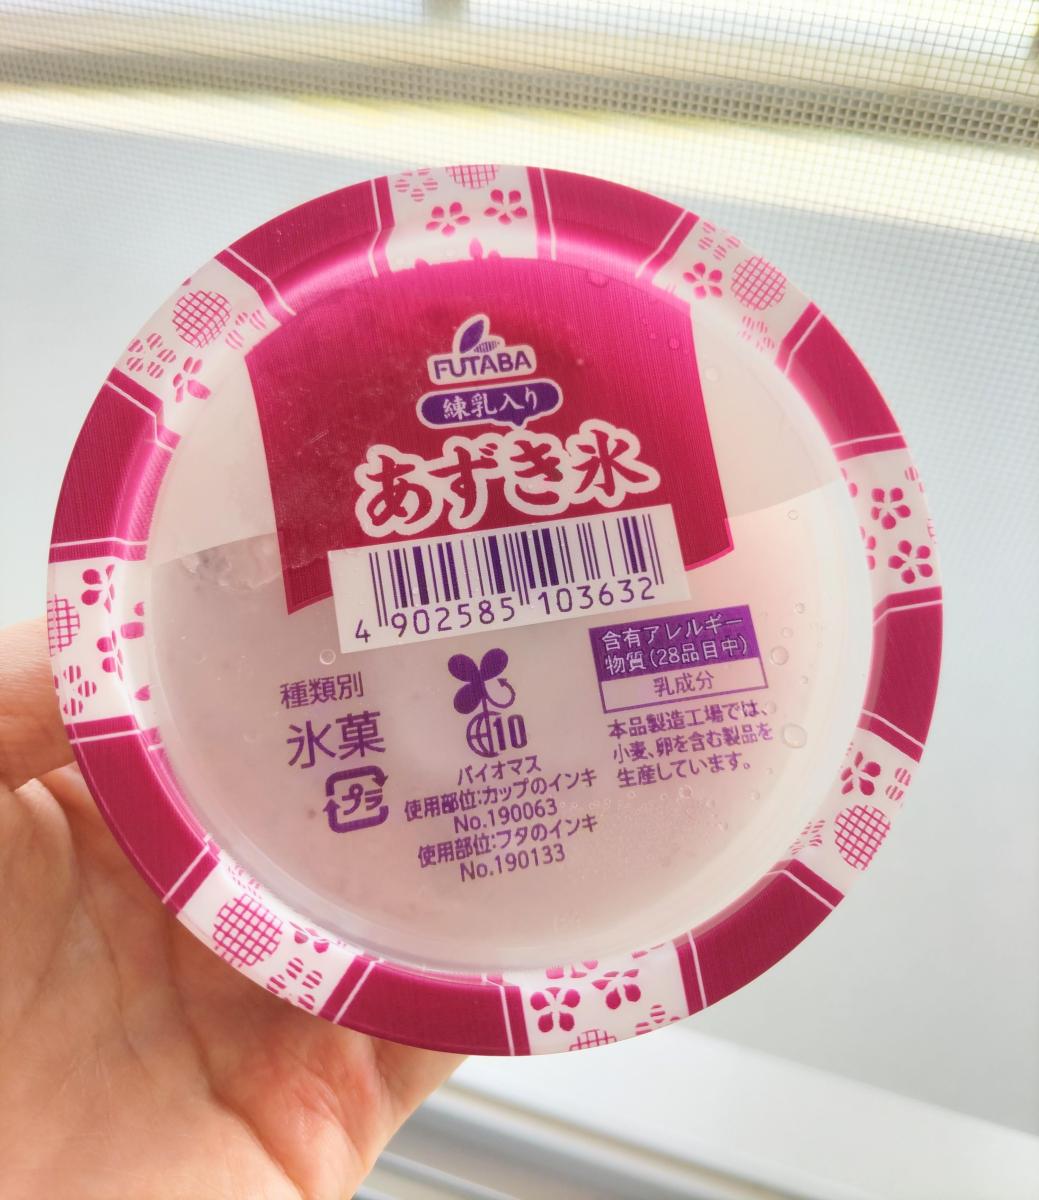 FUTABA
練乳入り
あずき氷
4 902585 103632
種類別
氷菓
プラ
10
バイオマス
使用部位:カップのインキ
No.190063
使用部位:フタのインキ
No.190133
含有アレルギー
物質(28品目中)
乳成分
本品製造工場では、
小麦、卵を含む製品を
生産しています。